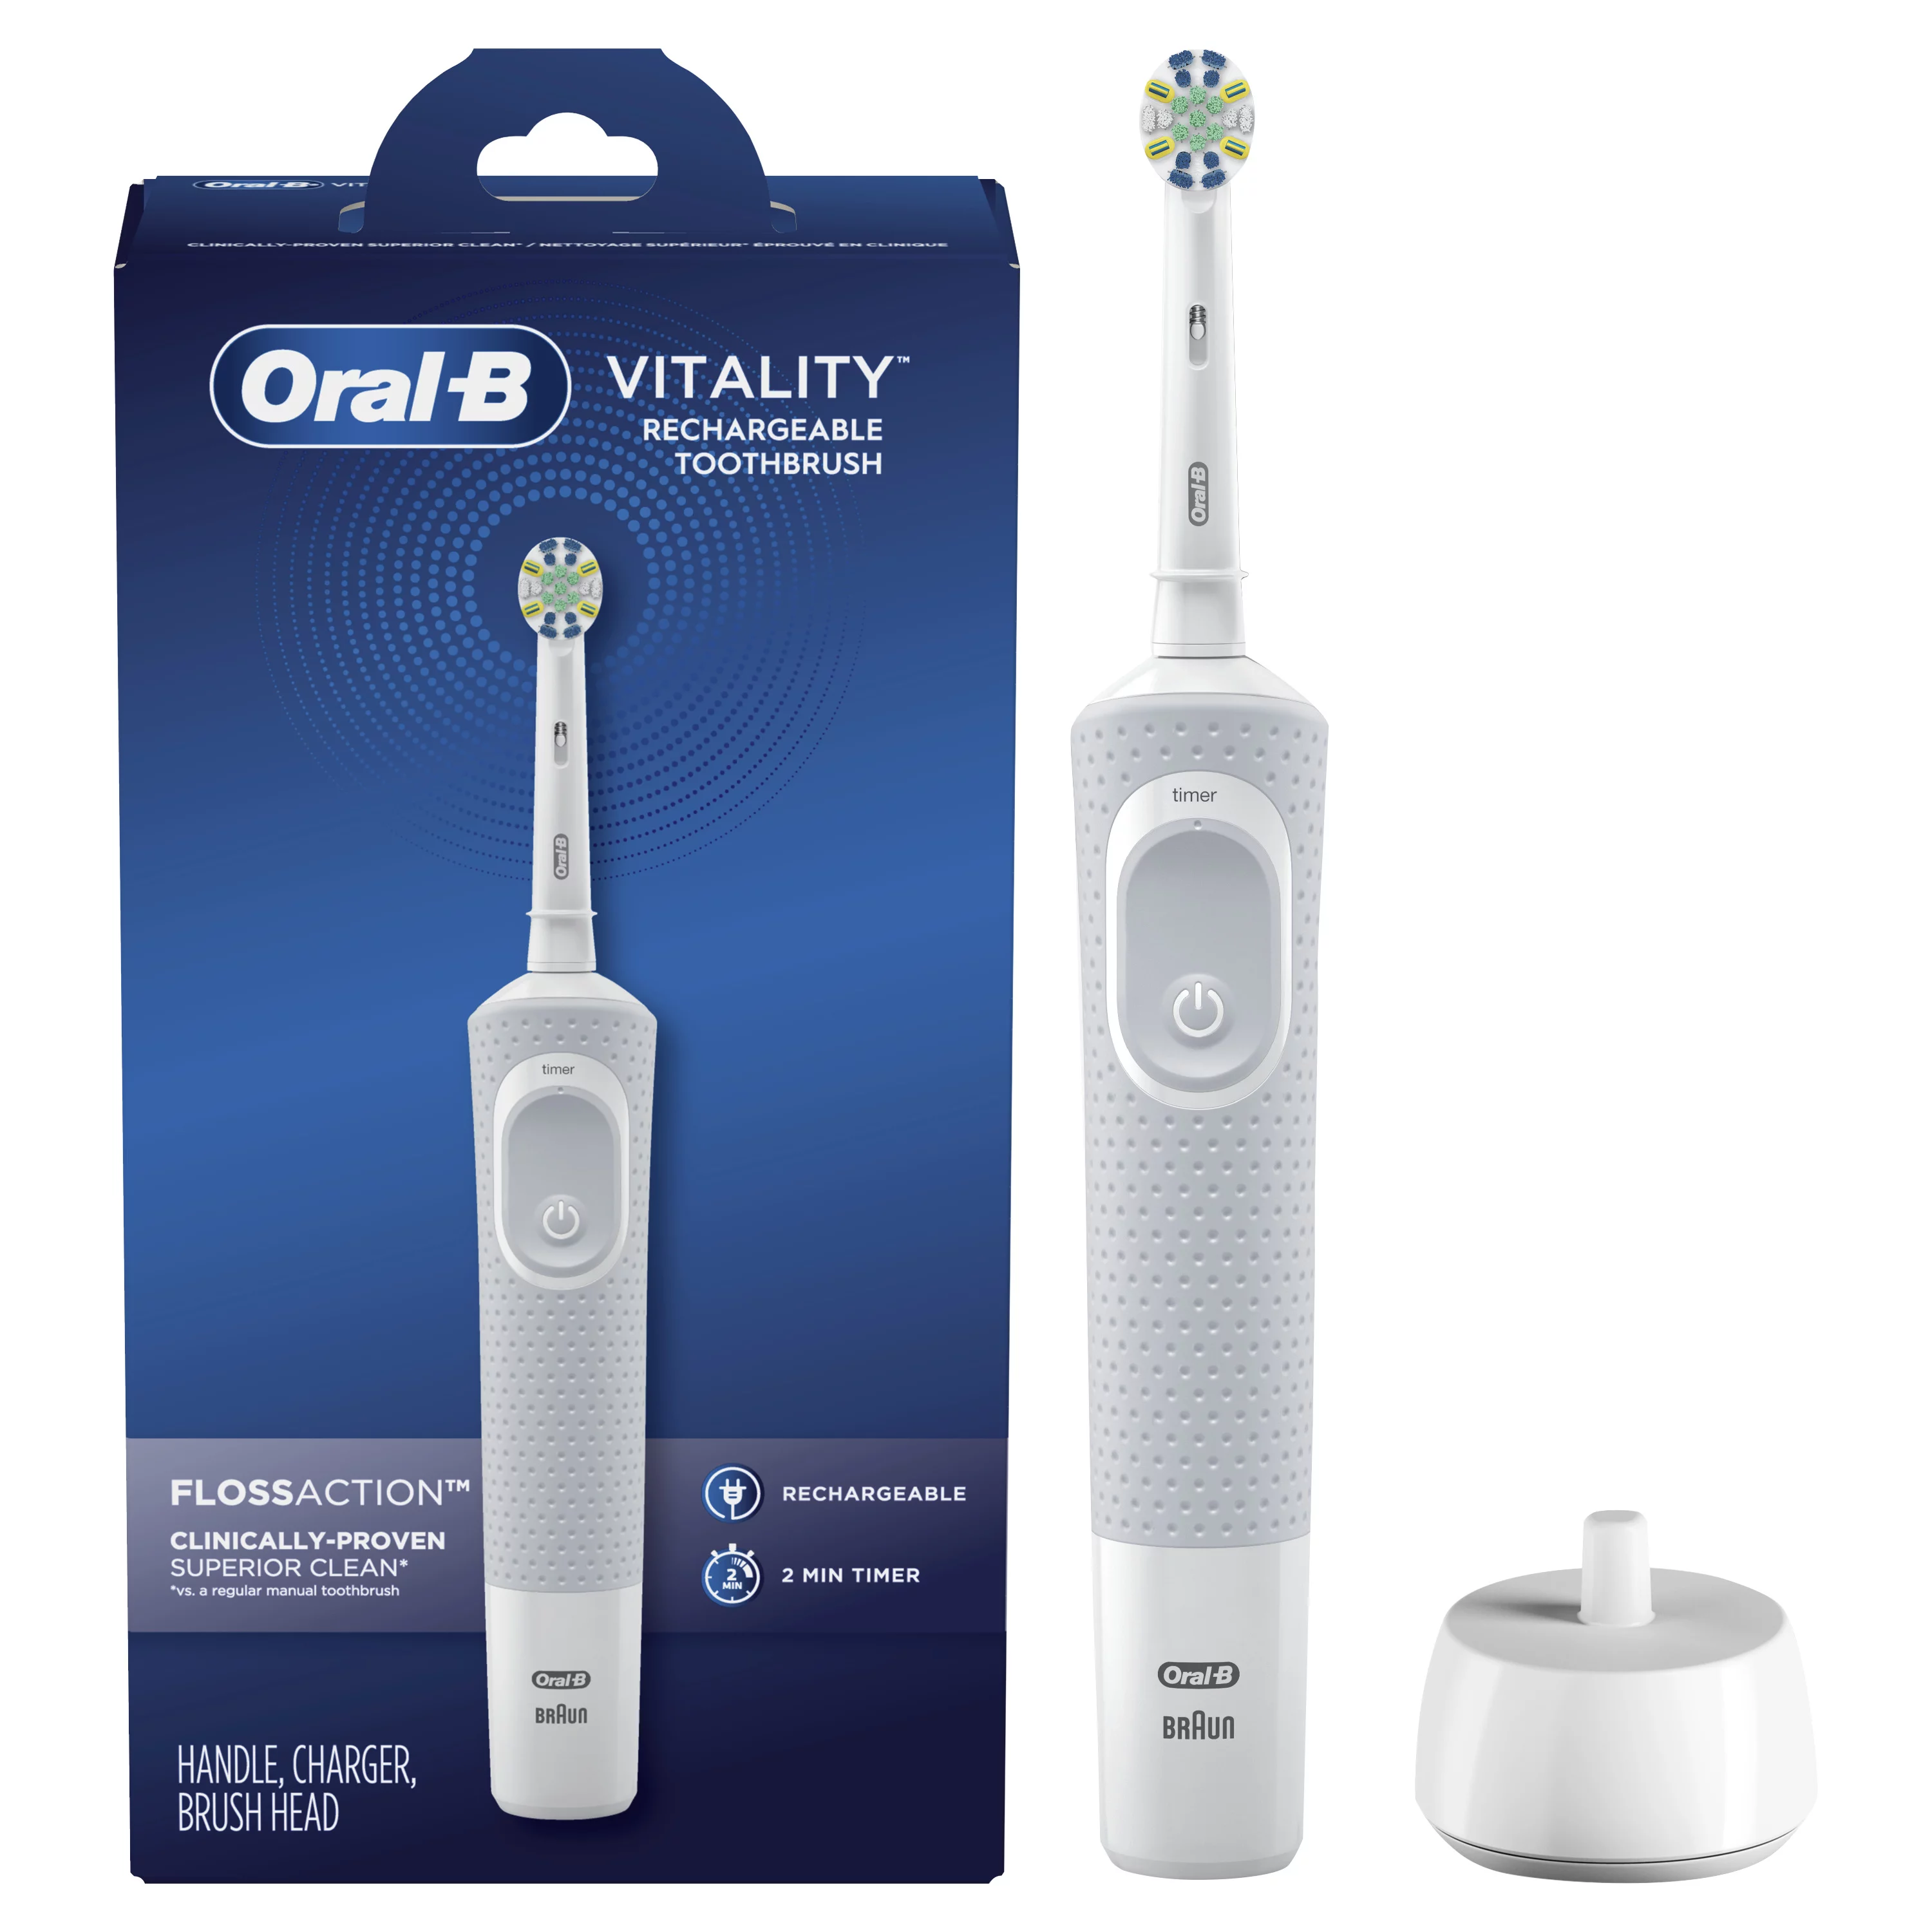 Oral-B
CLINICALLY-PROVEN SUPERIOR CLEAN* / NETTOYAGE SUPÉRIEUR* ÉPROUVÉ EN CLINIQUE
Oral-B VITALITY™
RECHARGEABLE
TOOTHBRUSH
Oral-B
timer
FLOSSACTION™
CLINICALLY-PROVEN
SUPERIOR CLEAN*
*vs. a regular manual toothbrush
RECHARGEABLE
2
MIN
2 MIN TIMER
Oral-B
BRAUN
HANDLE, CHARGER,
BRUSH HEAD
Oral-B
timer
Oral-B
BRAUN